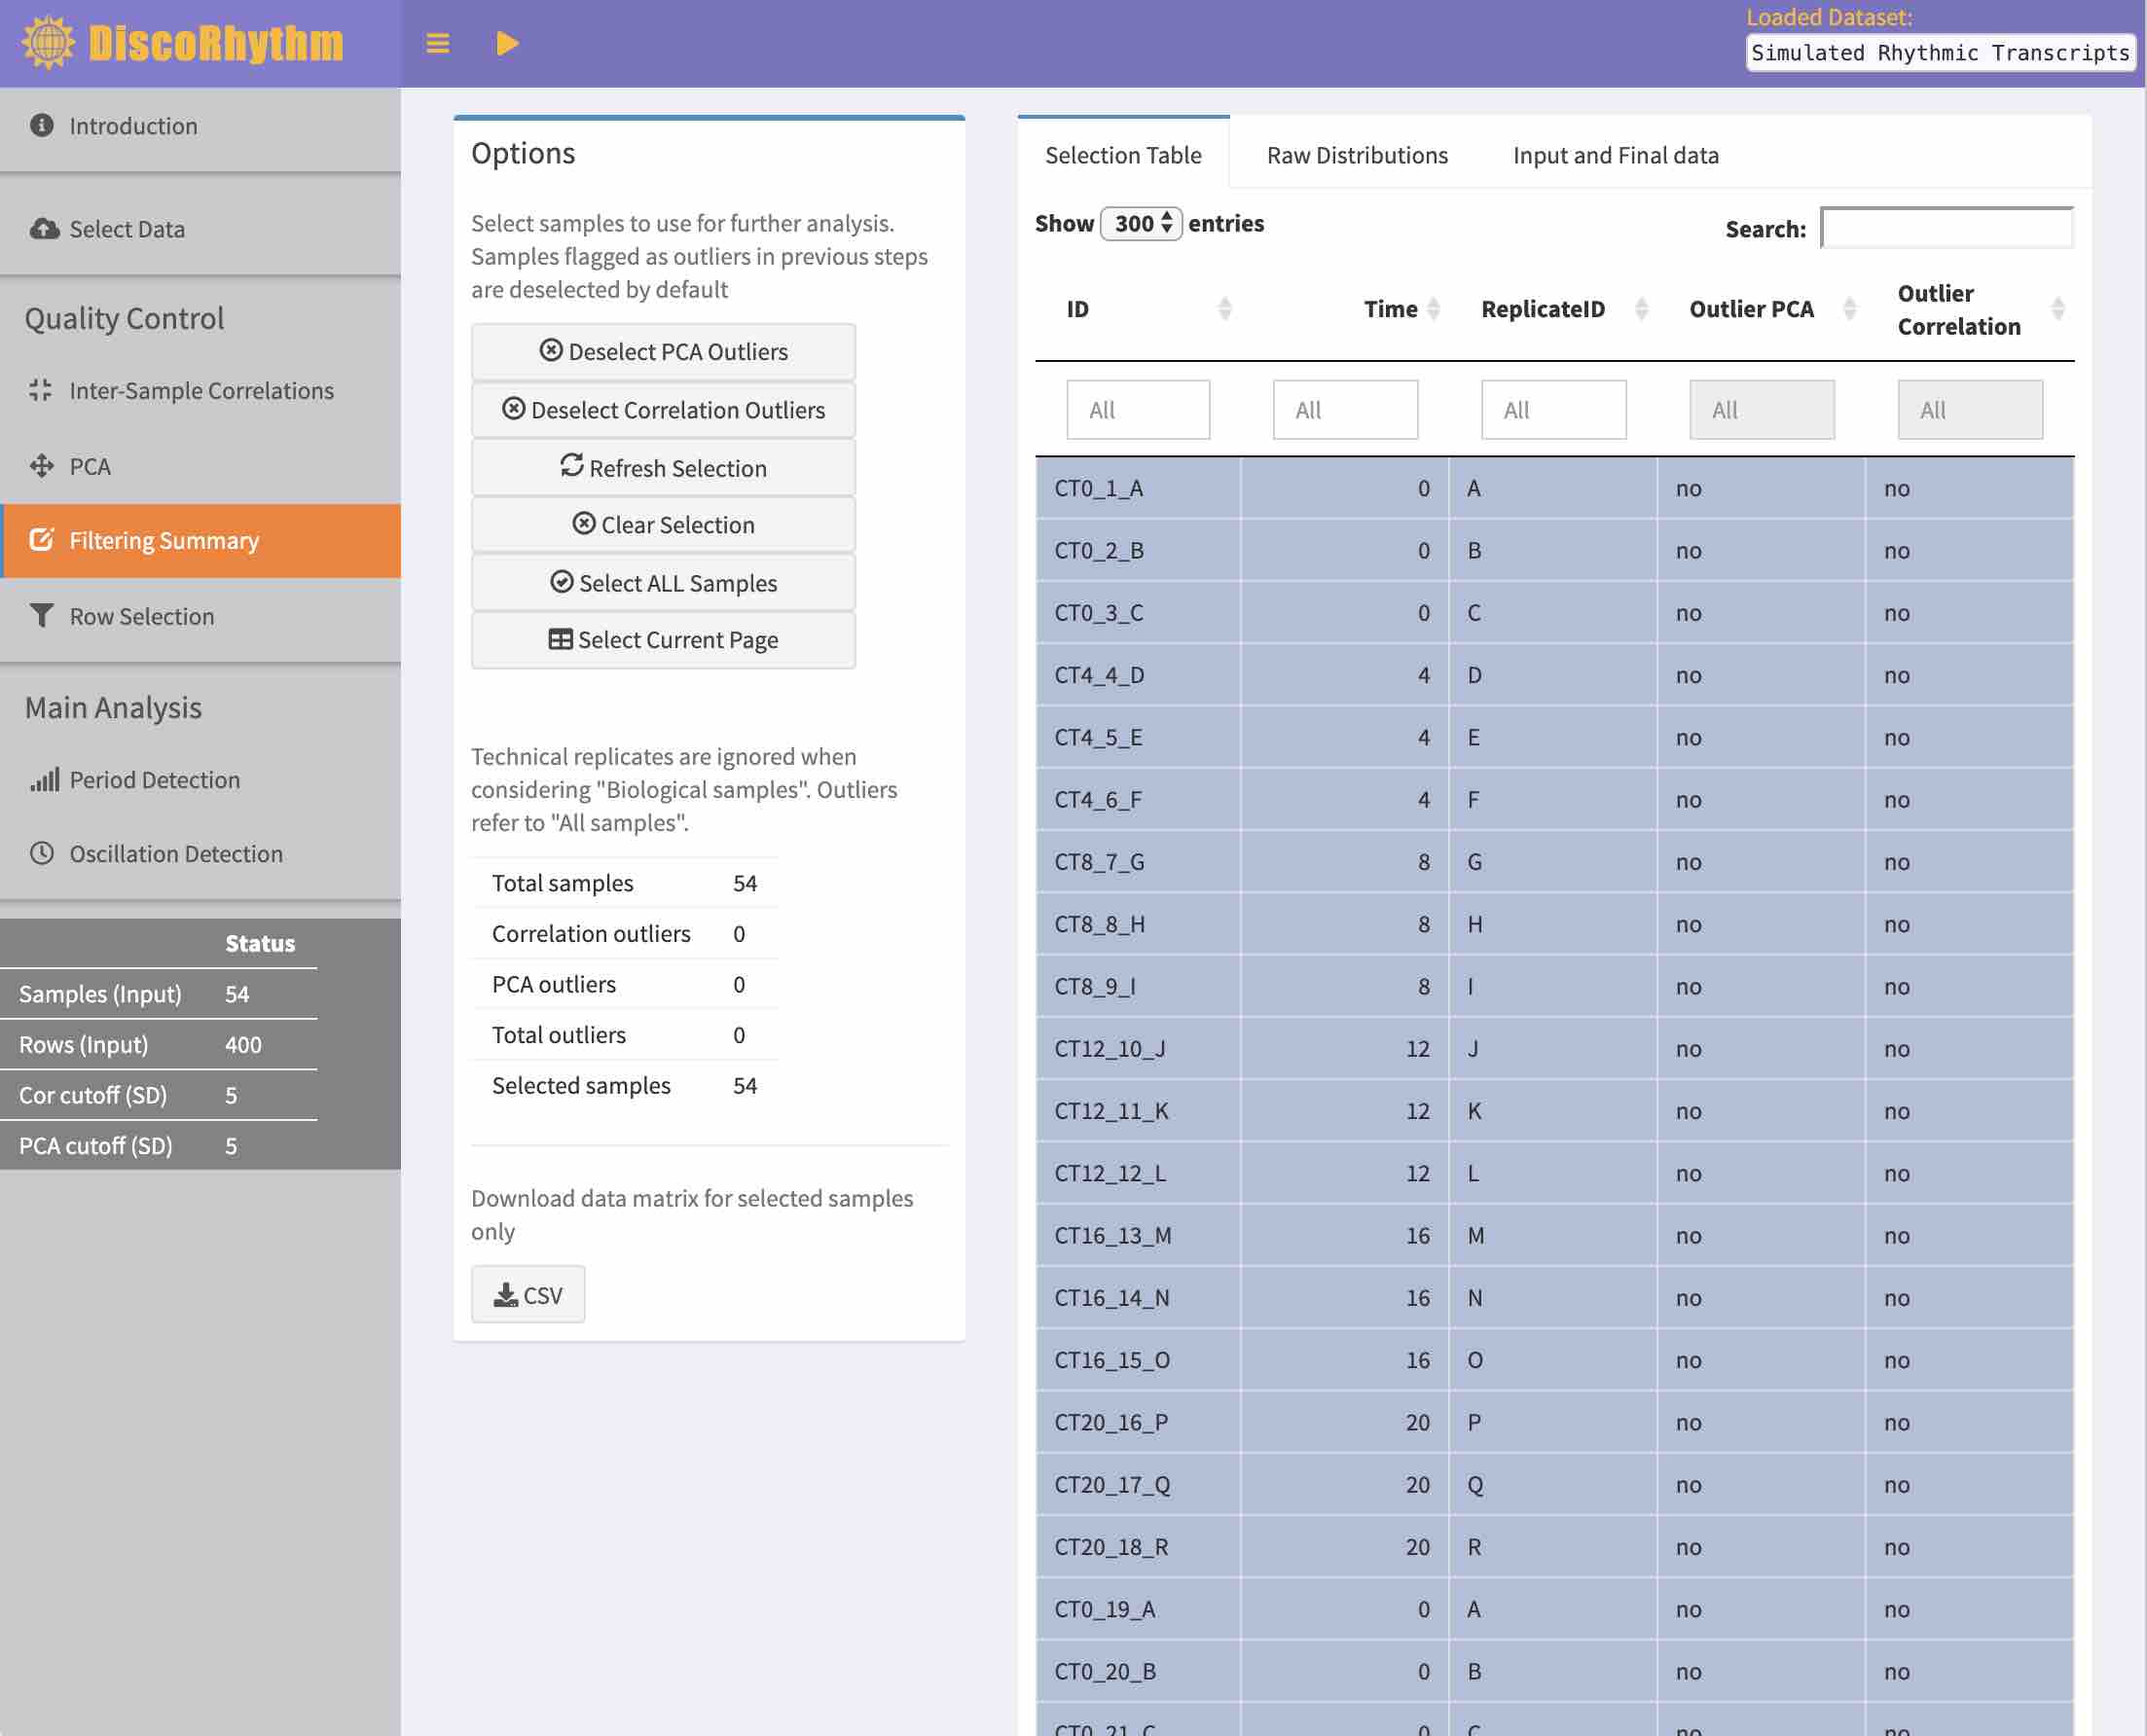 DiscoRhythm
Loaded Dataset:
Simulated Rhythmic Transcripts
Introduction
Select Data
Quality Control
Inter-Sample Correlations
PCA
Filtering Summary
Row Selection
Main Analysis
Period Detection
Oscillation Detection
Status
Samples (Input) 54
Rows (Input) 400
Cor cutoff (SD) 5
PCA cutoff (SD) 5
Options
Select samples to use for further analysis.
Samples flagged as outliers in previous steps
are deselected by default
Deselect PCA Outliers
Deselect Correlation Outliers
Refresh Selection
Clear Selection
Select ALL Samples
Select Current Page
Technical replicates are ignored when
considering "Biological samples". Outliers
refer to "All samples".
Total samples 54
Correlation outliers 0
PCA outliers 0
Total outliers 0
Selected samples 54
Download data matrix for selected samples
only
CSV
Selection Table Raw Distributions Input and Final data
Show 300 entries Search:
ID Time ReplicateID Outlier PCA Outlier
Correlation
All All All All All
CT0_1_A 0 A no no
CT0_2_B 0 B no no
CT0_3_C 0 C no no
CT4_4_D 4 D no no
CT4_5_E 4 E no no
CT4_6_F 4 F no no
CT8_7_G 8 G no no
CT8_8_H 8 H no no
CT8_9_I 8 I no no
CT12_10_J 12 J no no
CT12_11_K 12 K no no
CT12_12_L 12 L no no
CT16_13_M 16 M no no
CT16_14_N 16 N no no
CT16_15_O 16 O no no
CT20_16_P 20 P no no
CT20_17_Q 20 Q no no
CT20_18_R 20 R no no
CT0_19_A 0 A no no
CT0_20_B 0 B no no
CT0_21_C 0 C no no